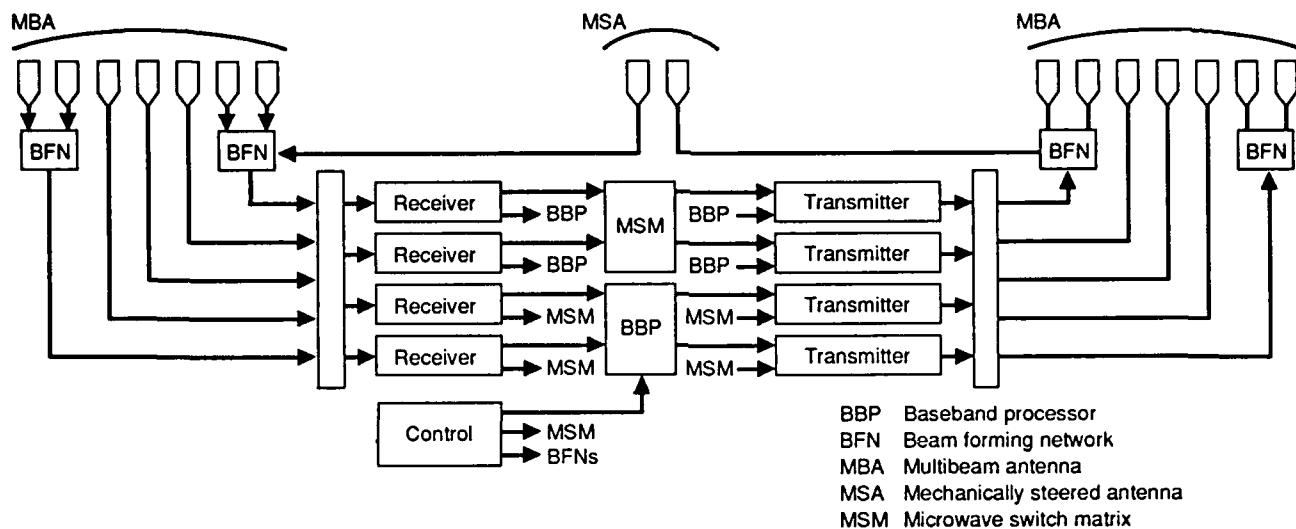 MBA
MSA
MBA
BFN
BFN
BFN
BFN
Receiver
BBP
MSM
BBP
Transmitter
Receiver
BBP
BBP
Transmitter
Receiver
MSM
BBP
MSM
Transmitter
Receiver
MSM
MSM
Transmitter
Control
MSM
BFNs
BBP Baseband processor
BFN Beam forming network
MBA Multibeam antenna
MSA Mechanically steered antenna
MSM Microwave switch matrix